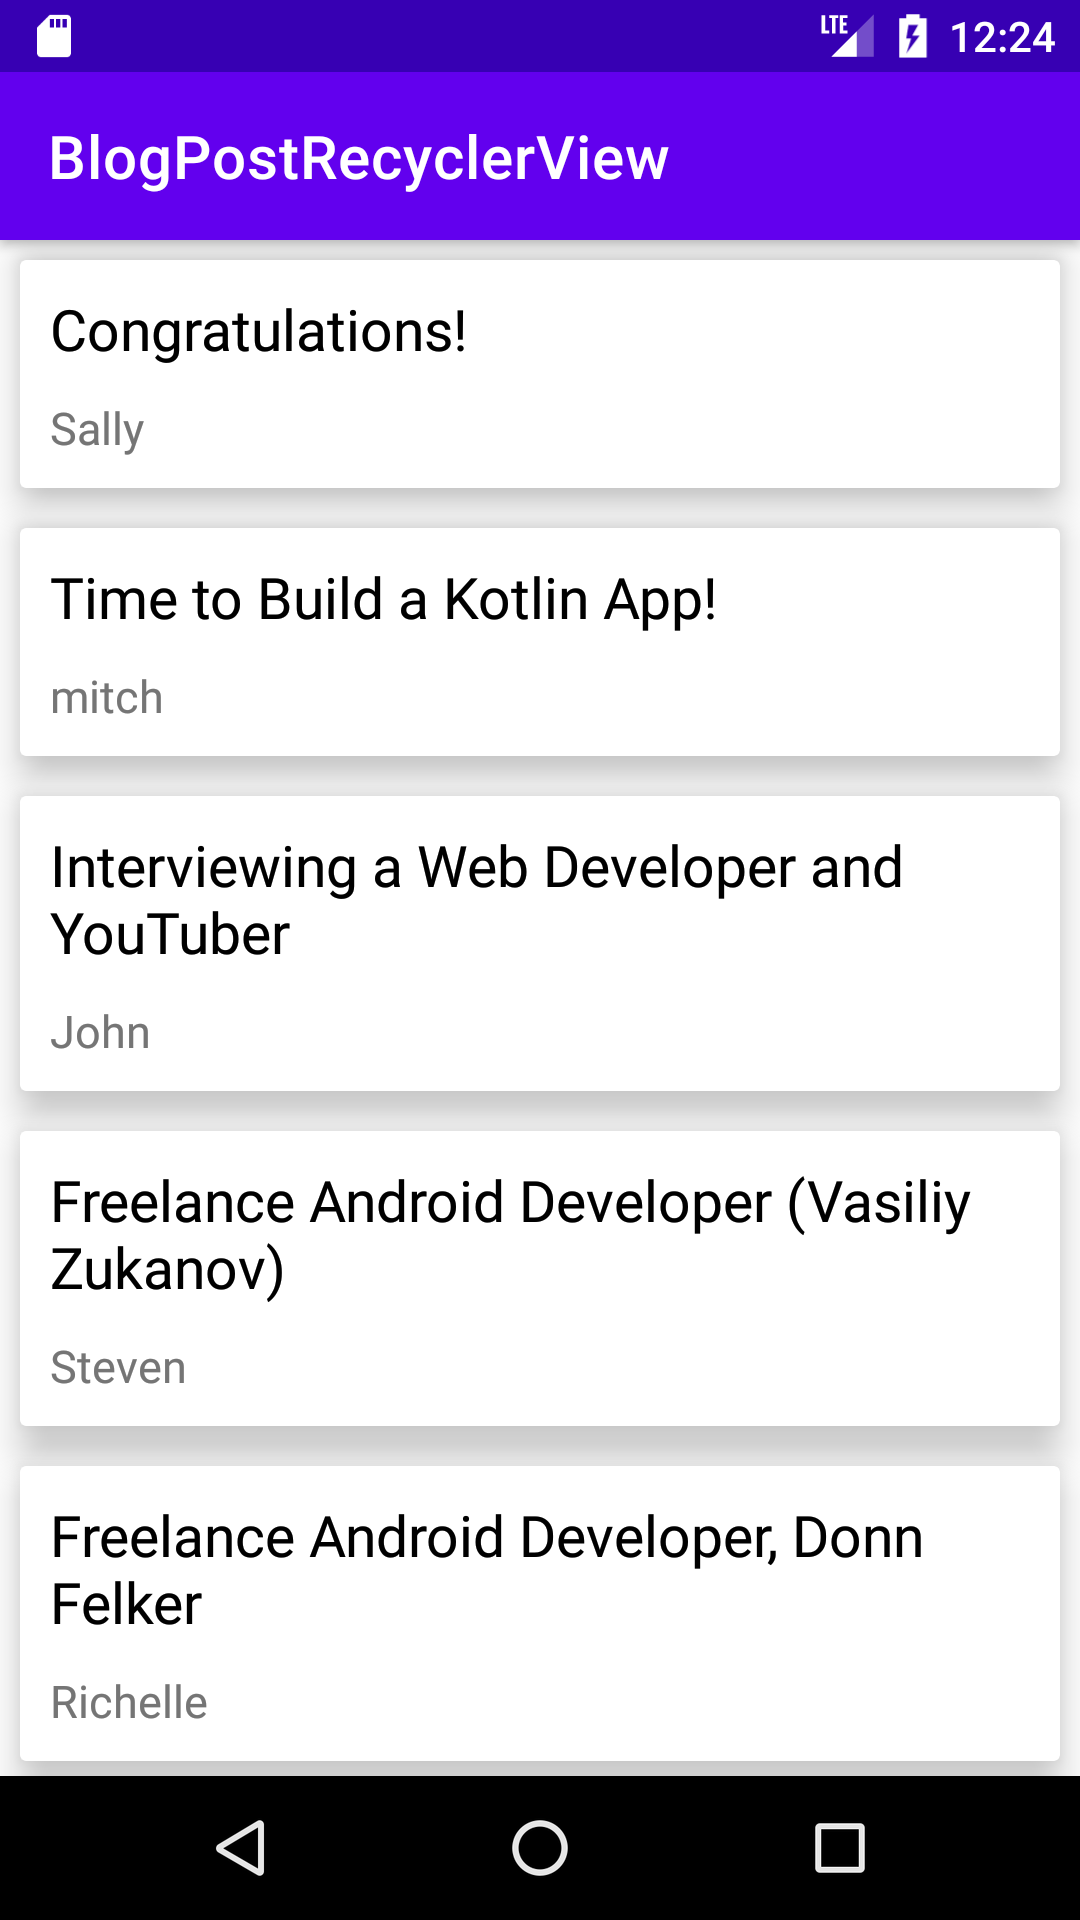 LTE 12:24
BlogPostRecyclerView
Congratulations!
Sally
Time to Build a Kotlin App!
mitch
Interviewing a Web Developer and
YouTuber
John
Freelance Android Developer (Vasiliy
Zukanov)
Steven
Freelance Android Developer, Donn
Felker
Richelle